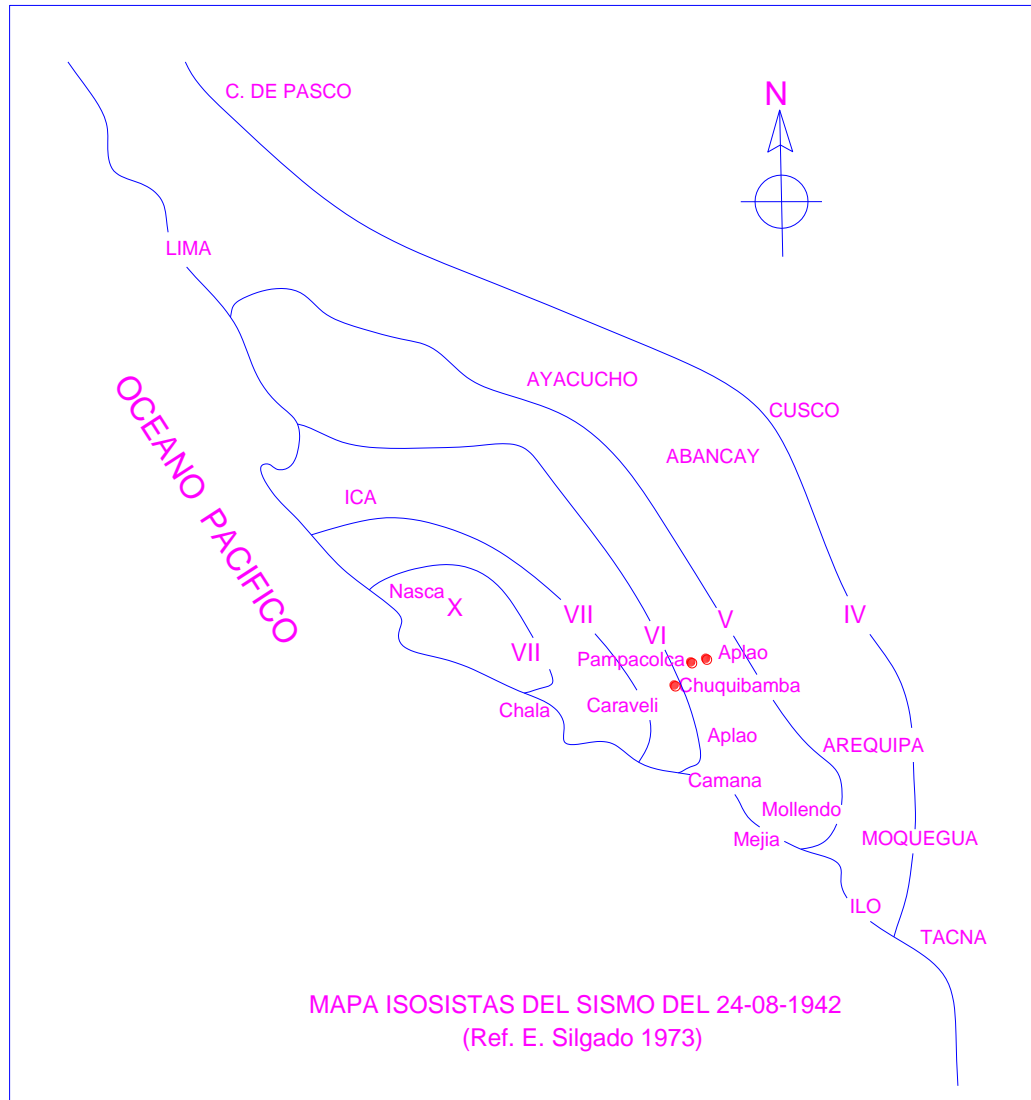 C. DE PASCO
N
LIMA
AYACUCHO
CUSCO
OCEANO PACIFICO
ABANCAY
ICA
Nasca
X
VII
VII
VI
V
IV
Pampacolca
Aplao
Chuquibamba
Chala
Caraveli
Aplao
AREQUIPA
Camana
Mollendo
Mejia
MOQUEGUA
ILO
TACNA
MAPA ISOSISTAS DEL SISMO DEL 24-08-1942
(Ref. E. Silgado 1973)